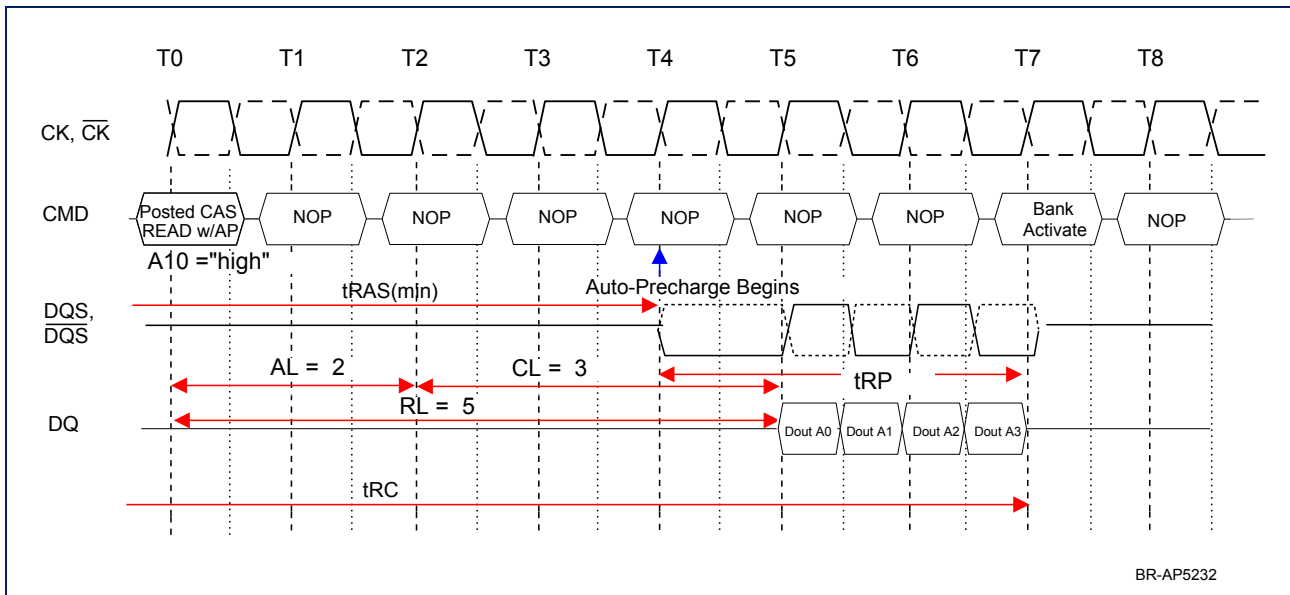 T0 T1 T2 T3 T4 T5 T6 T7 T8
CK, C̅K̅
CMD
Posted CAS
READ w/AP
NOP
NOP
NOP
NOP
NOP
NOP
Bank
Activate
NOP
A10 ="high"
tRAS(min)
Auto-Precharge Begins
DQS,
D̅Q̅S̅
AL = 2
CL = 3
tRP
RL = 5
DQ
Dout A0
Dout A1
Dout A2
Dout A3
tRC
BR-AP5232